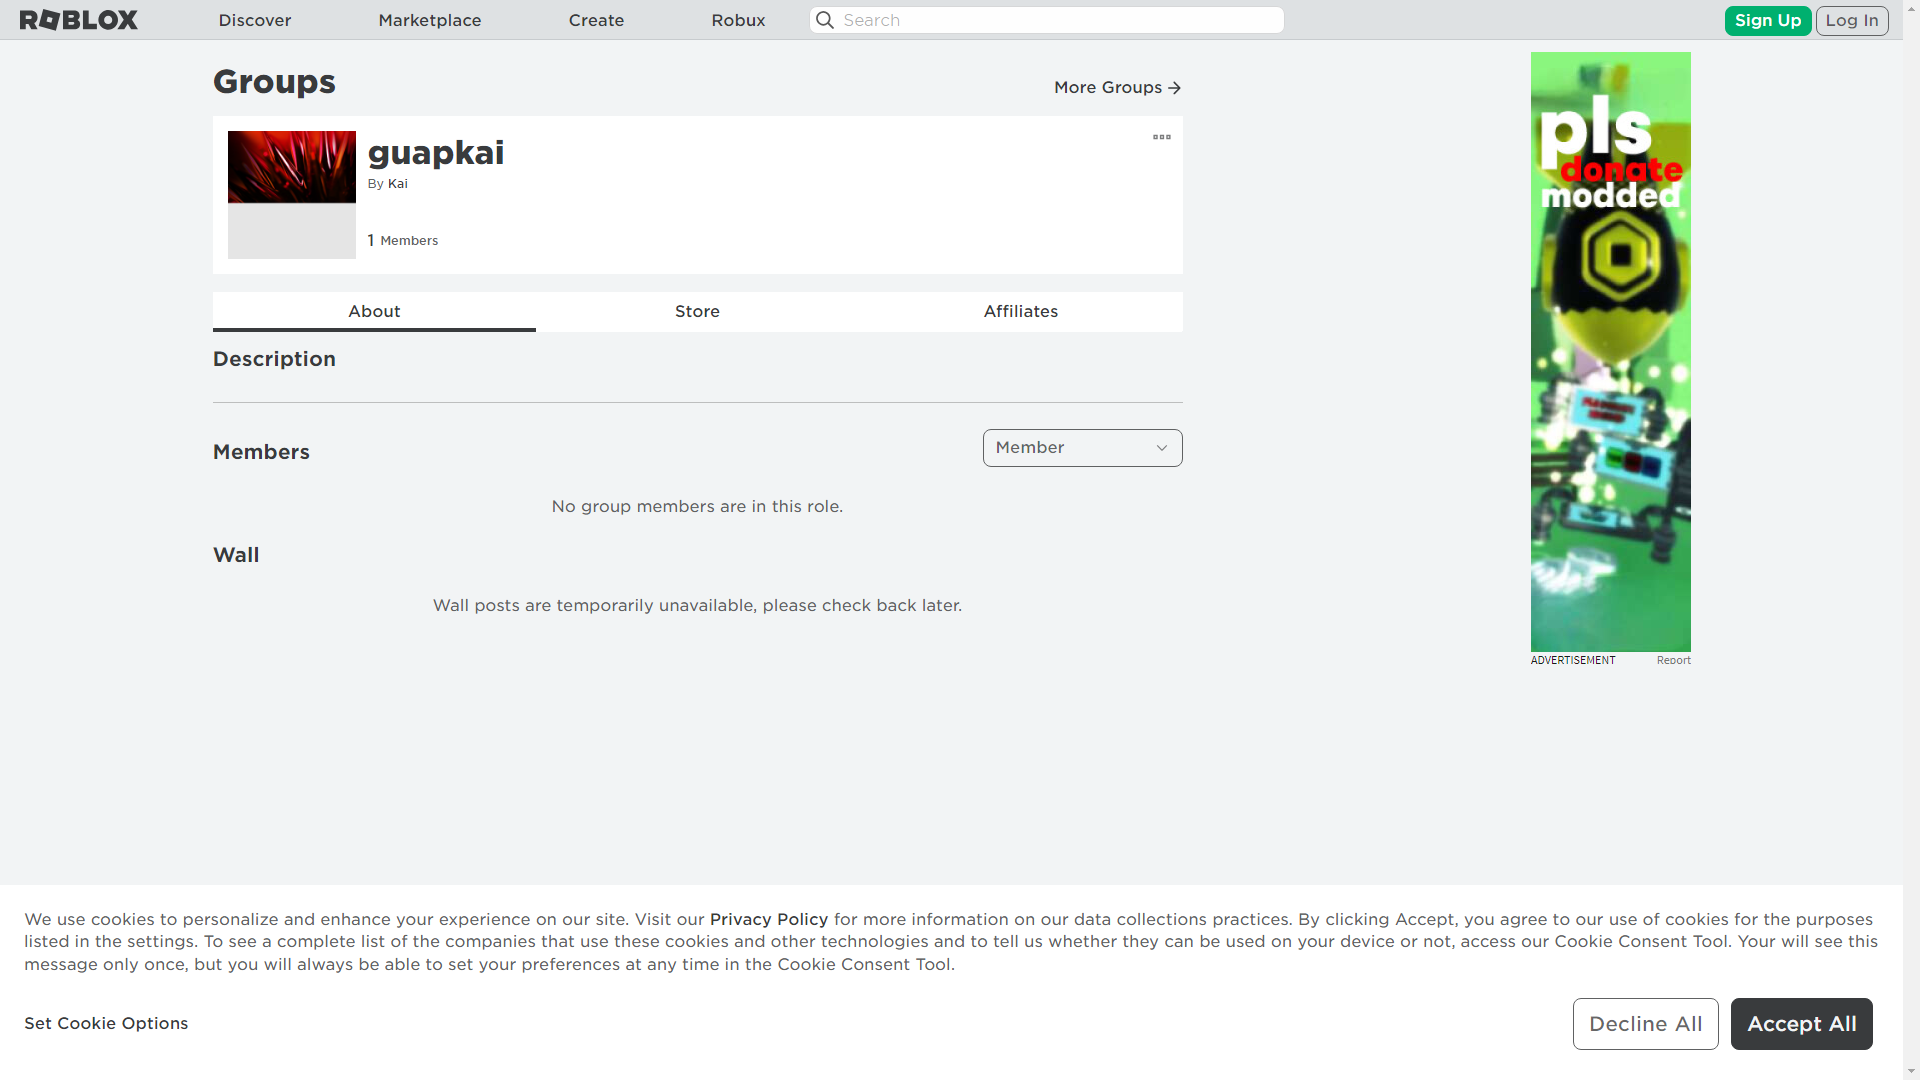 ROBLOX Discover Marketplace Create Robux Search Sign Up Log In
Groups
More Groups
guapkai
By Kai
1 Members
About Store Affiliates
Description
Members
Member
No group members are in this role.
Wall
Wall posts are temporarily unavailable, please check back later.
pls
donate
modded
ADVERTISEMENT Report
We use cookies to personalize and enhance your experience on our site. Visit our Privacy Policy for more information on our data collections practices. By clicking Accept, you agree to our use of cookies for the purposes
listed in the settings. To see a complete list of the companies that use these cookies and other technologies and to tell us whether they can be used on your device or not, access our Cookie Consent Tool. Your will see this
message only once, but you will always be able to set your preferences at any time in the Cookie Consent Tool.
Set Cookie Options
Decline All
Accept All